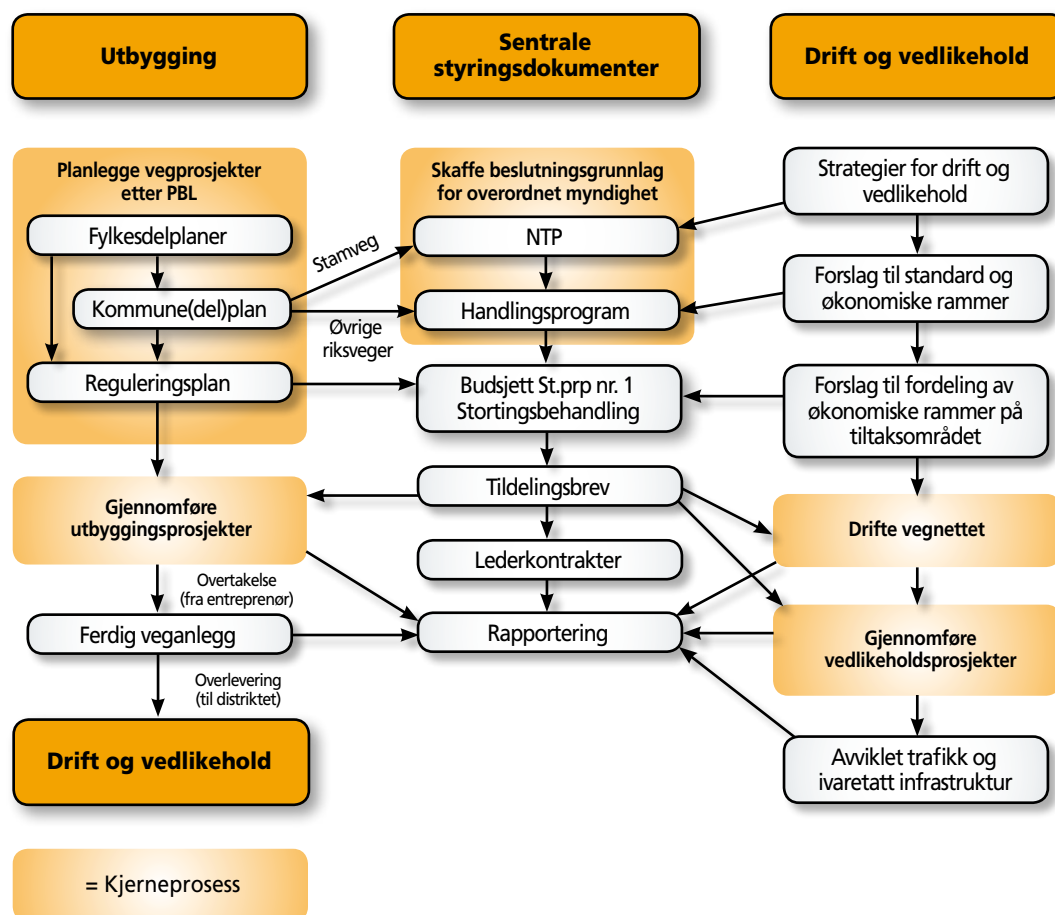 Utbygging
Sentrale
styringsdokumenter
Drift og vedlikehold
Planlegge vegprosjekter
etter PBL
Fylkesdelplaner
Kommune(del)plan
Reguleringsplan
Stamveg
Øvrige
riksveger
Skaffe beslutningsgrunnlag
for overordnet myndighet
NTP
Handlingsprogram
Strategier for drift og
vedlikehold
Forslag til standard og
økonomiske rammer
Budsjett St.prp nr. 1
Stortingsbehandling
Forslag til fordeling av
økonomiske rammer på
tiltaksområdet
Gjennomføre
utbyggingsprosjekter
Tildelingsbrev
Drifte vegnettet
Lederkontrakter
Overtakelse
(fra entreprenør)
Ferdig veganlegg
Rapportering
Gjennomføre
vedlikeholdsprosjekter
Overlevering
(til distriktet)
Drift og vedlikehold
Avviklet trafikk og
ivaretatt infrastruktur
= Kjerneprosess